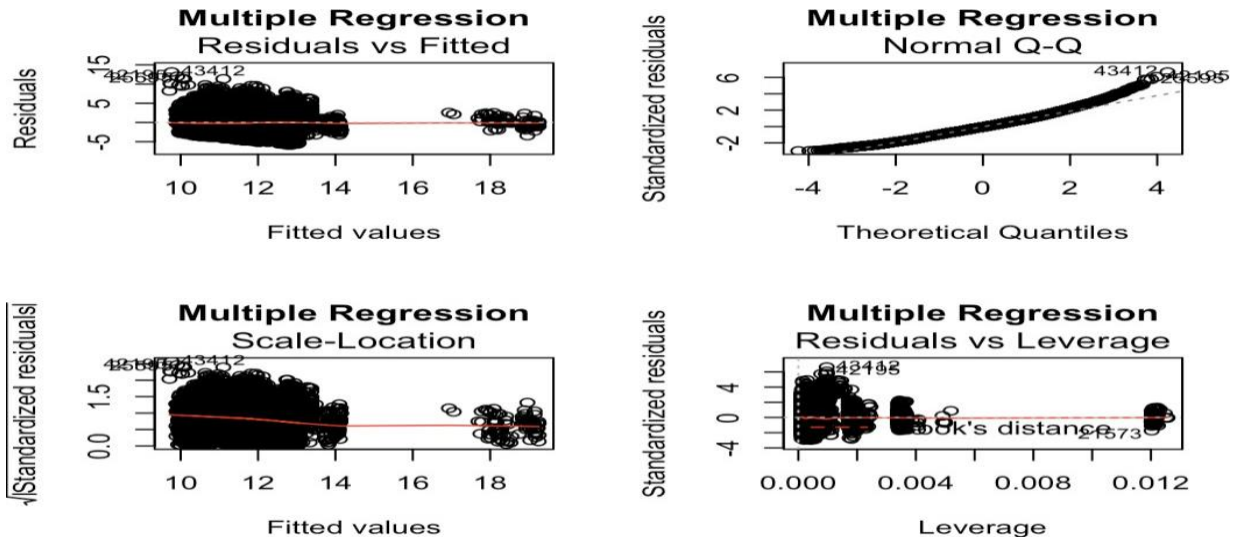 Multiple Regression
Residuals vs Fitted
Residuals
15
5
-5
43412
10 12 14 16 18
Fitted values
Multiple Regression
Normal Q-Q
Standardized residuals
6
2
-2
43412
-4 -2 0 2 4
Theoretical Quantiles
Multiple Regression
Scale-Location
√|Standardized residuals|
1.5
0.0
43412
10 12 14 16 18
Fitted values
Multiple Regression
Residuals vs Leverage
Standardized residuals
4
0
-4
43412
42195
distance
21573
0.000 0.004 0.008 0.012
Leverage